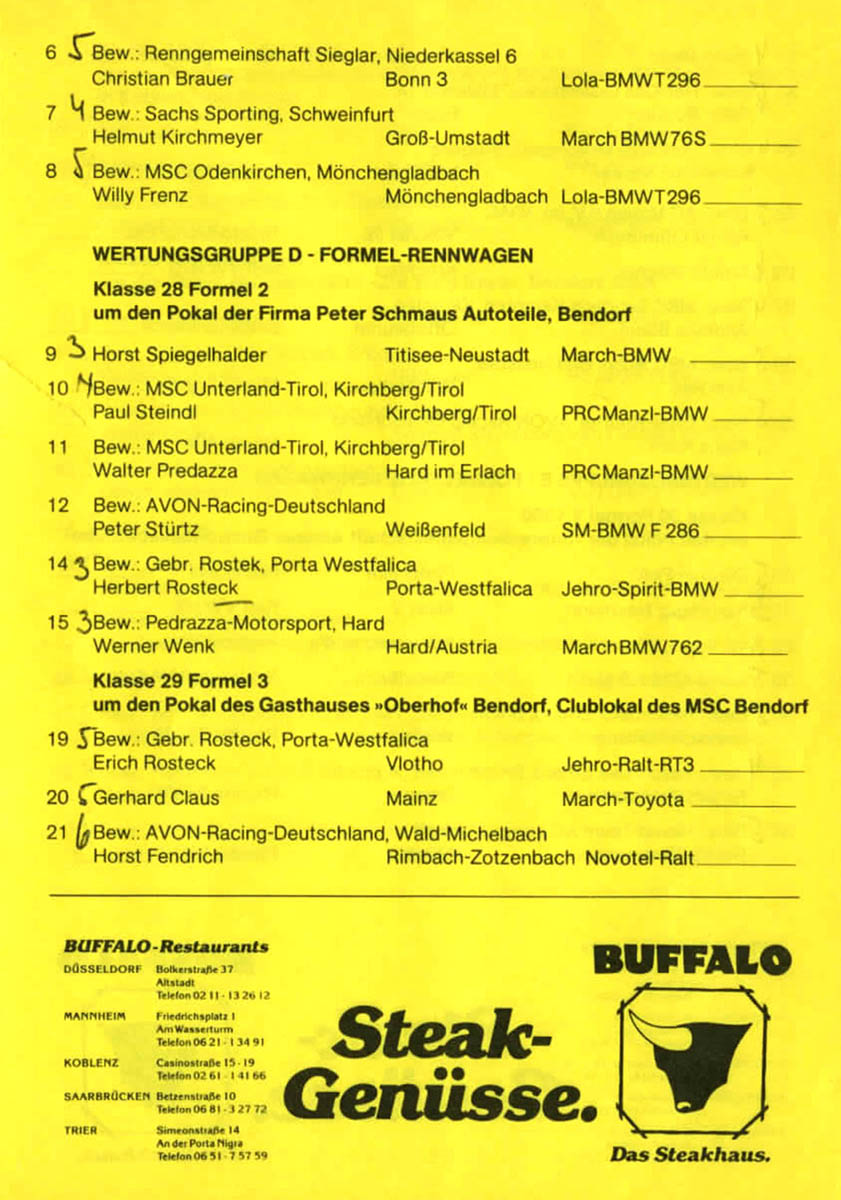 6 5 Bew.: Renngemeinschaft Sieglar, Niederkassel 6
Christian Brauer Bonn 3 Lola-BMWT296
7 4 Bew.: Sachs Sporting, Schweinfurt
Helmut Kirchmeyer Groß-Umstadt March BMW76S
8 5 Bew.: MSC Odenkirchen, Mönchengladbach
Willy Frenz Mönchengladbach Lola-BMWT296
WERTUNGSGRUPPE D - FORMEL-RENNWAGEN
Klasse 28 Formel 2
um den Pokal der Firma Peter Schmaus Autoteile, Bendorf
9 3 Horst Spiegelhalder Titisee-Neustadt March-BMW
10 4 Bew.: MSC Unterland-Tirol, Kirchberg/Tirol
Paul Steindl Kirchberg/Tirol PRCManzl-BMW
11 Bew.: MSC Unterland-Tirol, Kirchberg/Tirol
Walter Predazza Hard im Erlach PRCManzl-BMW
12 Bew.: AVON-Racing-Deutschland
Peter Stürtz Weißenfeld SM-BMW F 286
14 3 Bew.: Gebr. Rostek, Porta Westfalica
Herbert Rosteck Porta-Westfalica Jehro-Spirit-BMW
15 3 Bew.: Pedrazza-Motorsport, Hard
Werner Wenk Hard/Austria MarchBMW762
Klasse 29 Formel 3
um den Pokal des Gasthauses »Oberhof« Bendorf, Clublokal des MSC Bendorf
19 5 Bew.: Gebr. Rosteck, Porta-Westfalica
Erich Rosteck Vlotho Jehro-Ralt-RT3
20 5 Gerhard Claus Mainz March-Toyota
21 6 Bew.: AVON-Racing-Deutschland, Wald-Michelbach
Horst Fendrich Rimbach-Zotzenbach Novotel-Ralt
BUFFALO-Restaurants
DÜSSELDORF Bolkerstraße 37
Altstadt
Telefon 02 11 - 13 26 12
MANNHEIM Friedrichsplatz 1
Am Wasserturm
Telefon 06 21 - 1 34 91
KOBLENZ Casinostraße 15 - 19
Telefon 02 61 - 1 41 66
SAARBRÜCKEN Betzenstraße 10
Telefon 06 81 - 3 27 72
TRIER Simeonstraße 14
An der Porta Nigra
Telefon 06 51 - 7 57 59
Steak-
Genüsse.
BUFFALO
Das Steakhaus.